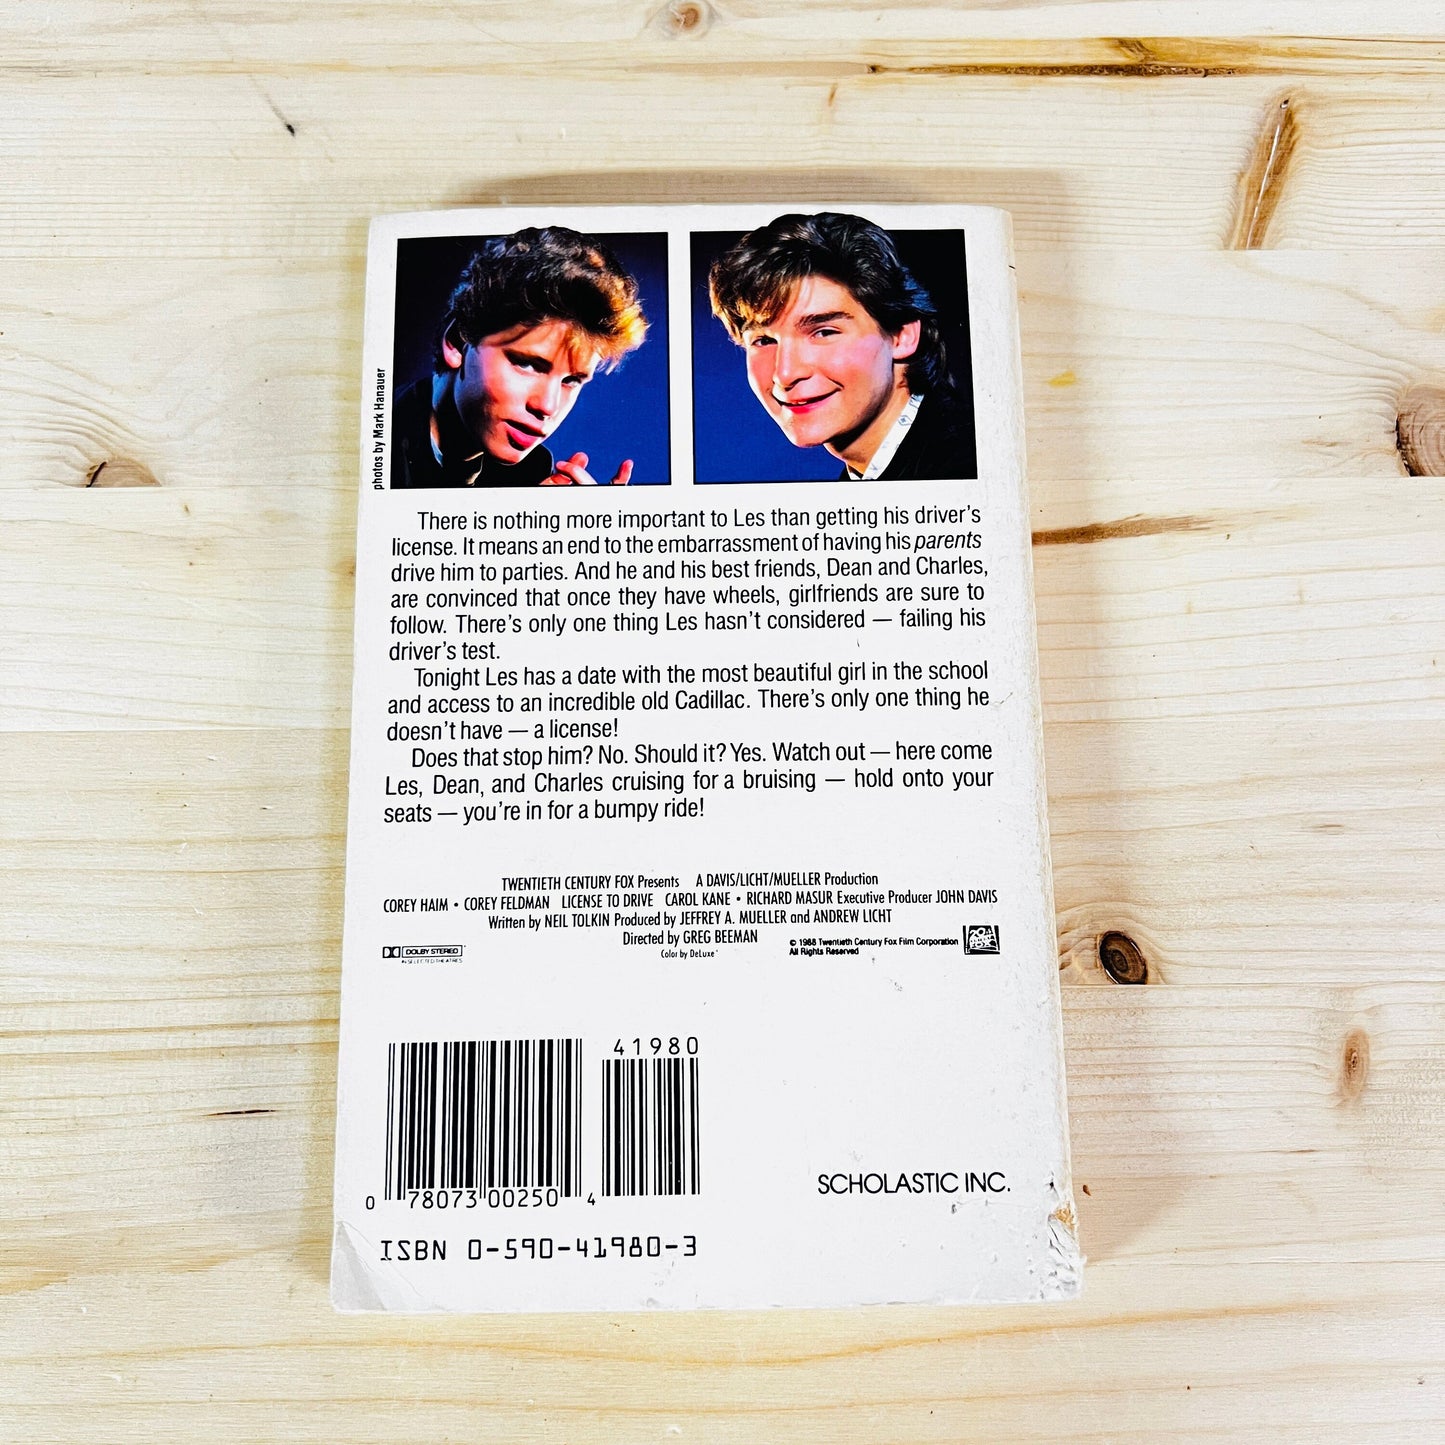 photos by Mark Hanauer
There is nothing more important to Les than getting his driver's
license. It means an end to the embarrassment of having his parents
drive him to parties. And he and his best friends, Dean and Charles,
are convinced that once they have wheels, girlfriends are sure to
follow. There's only one thing Les hasn't considered — failing his
driver's test.
Tonight Les has a date with the most beautiful girl in the school
and access to an incredible old Cadillac. There's only one thing he
doesn't have — a license!
Does that stop him? No. Should it? Yes. Watch out — here come
Les, Dean, and Charles cruising for a bruising — hold onto your
seats — you're in for a bumpy ride!
TWENTIETH CENTURY FOX Presents A DAVIS/LICHT/MUELLER Production
COREY HAIM • COREY FELDMAN LICENSE TO DRIVE CAROL KANE • RICHARD MASUR Executive Producer JOHN DAVIS
Written by NEIL TOLKIN Produced by JEFFREY A. MUELLER and ANDREW LICHT
Directed by GREG BEEMAN
Color by DeLuxe®
DOLBY STEREO®
IN SELECTED THEATRES
© 1988 Twentieth Century Fox Film Corporation
All Rights Reserved
20th CENTURY FOX
41980
0 78073 00250 4
ISBN 0-590-41980-3
SCHOLASTIC INC.